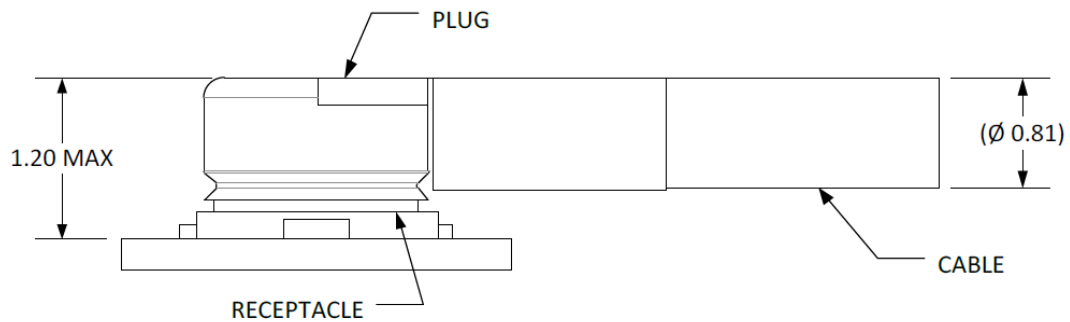 PLUG
1.20 MAX
(Ø 0.81)
CABLE
RECEPTACLE